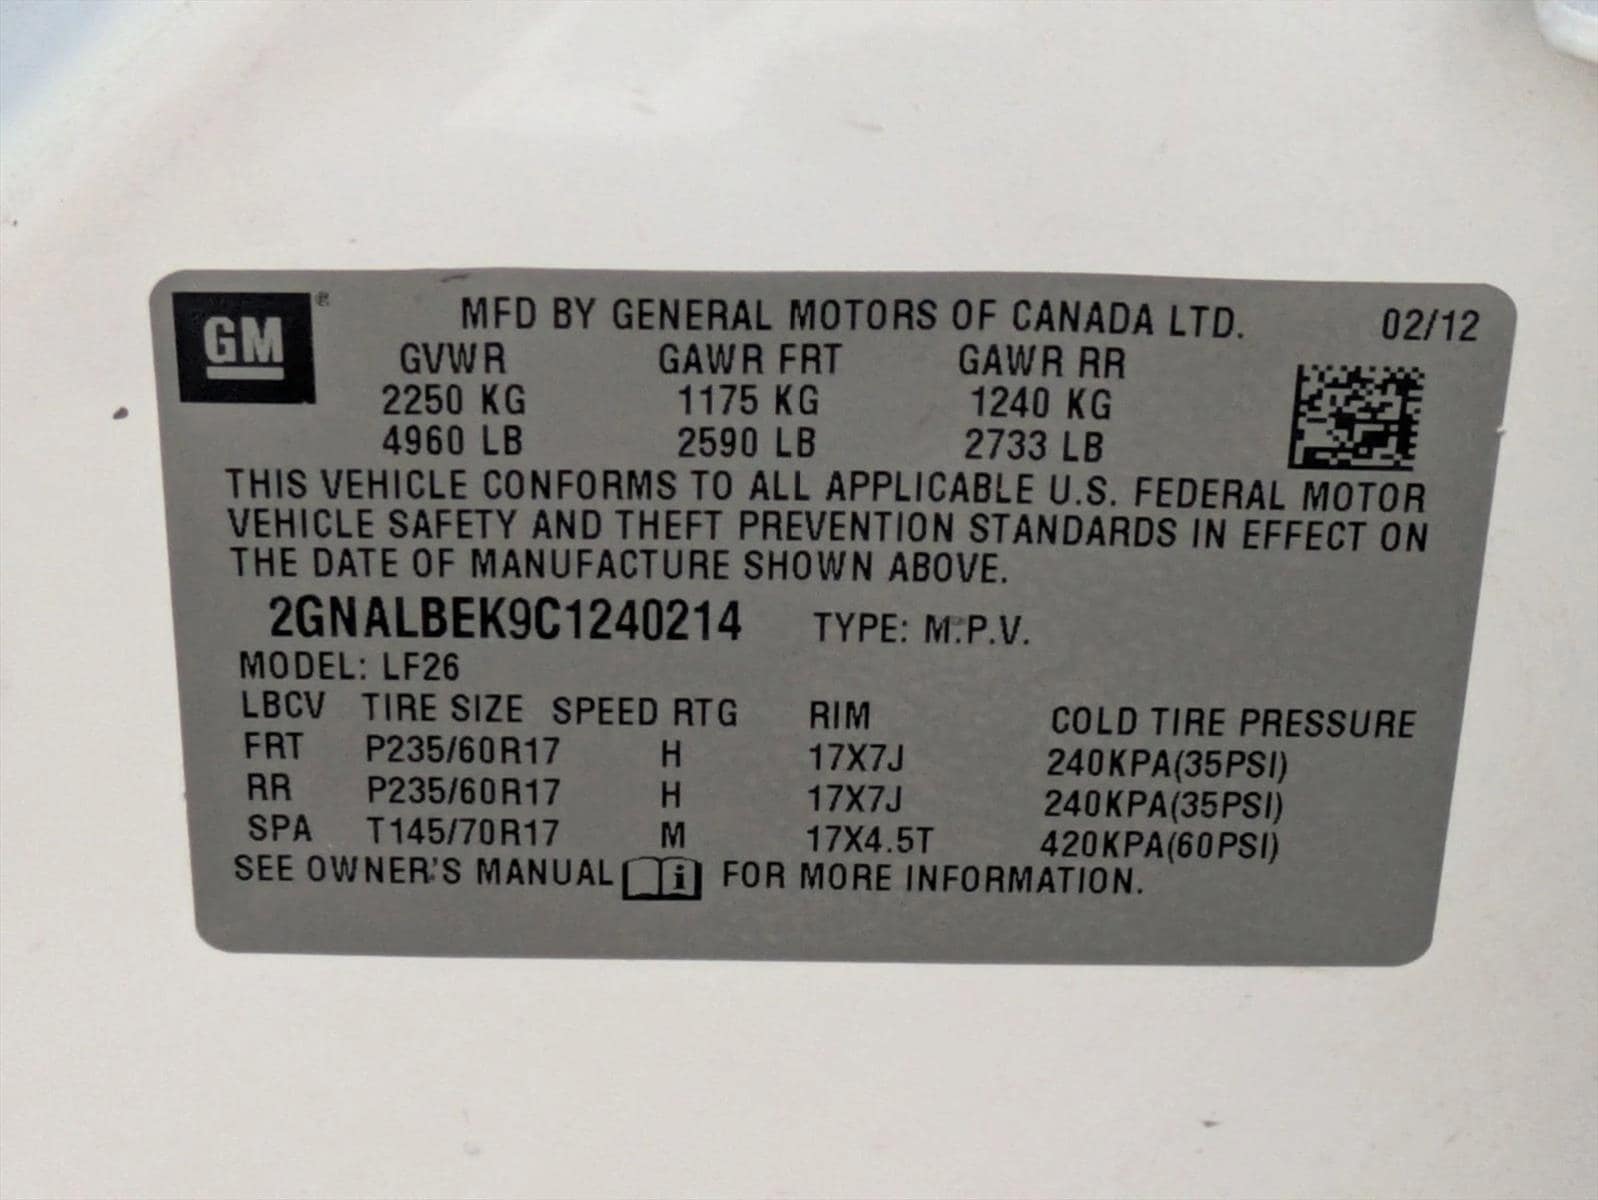 GM ® MFD BY GENERAL MOTORS OF CANADA LTD. 02/12
GVWR GAWR FRT GAWR RR
2250 KG 1175 KG 1240 KG
4960 LB 2590 LB 2733 LB
THIS VEHICLE CONFORMS TO ALL APPLICABLE U.S. FEDERAL MOTOR
VEHICLE SAFETY AND THEFT PREVENTION STANDARDS IN EFFECT ON
THE DATE OF MANUFACTURE SHOWN ABOVE.
2GNALBEK9C1240214 TYPE: M.P.V.
MODEL: LF26
LBCV TIRE SIZE SPEED RTG RIM COLD TIRE PRESSURE
FRT P235/60R17 H 17X7J 240KPA(35PSI)
RR P235/60R17 H 17X7J 240KPA(35PSI)
SPA T145/70R17 M 17X4.5T 420KPA(60PSI)
SEE OWNER'S MANUAL i FOR MORE INFORMATION.